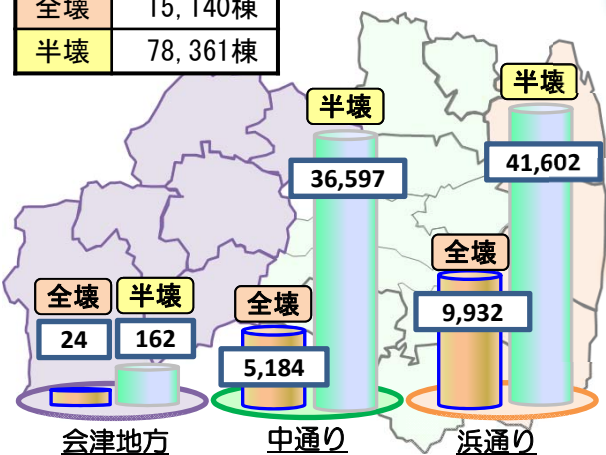 全壊 15,140棟
半壊 78,361棟
半壊
41,602
半壊
36,597
全壊
9,932
全壊
24
半壊
162
全壊
5,184
会津地方
中通り
浜通り